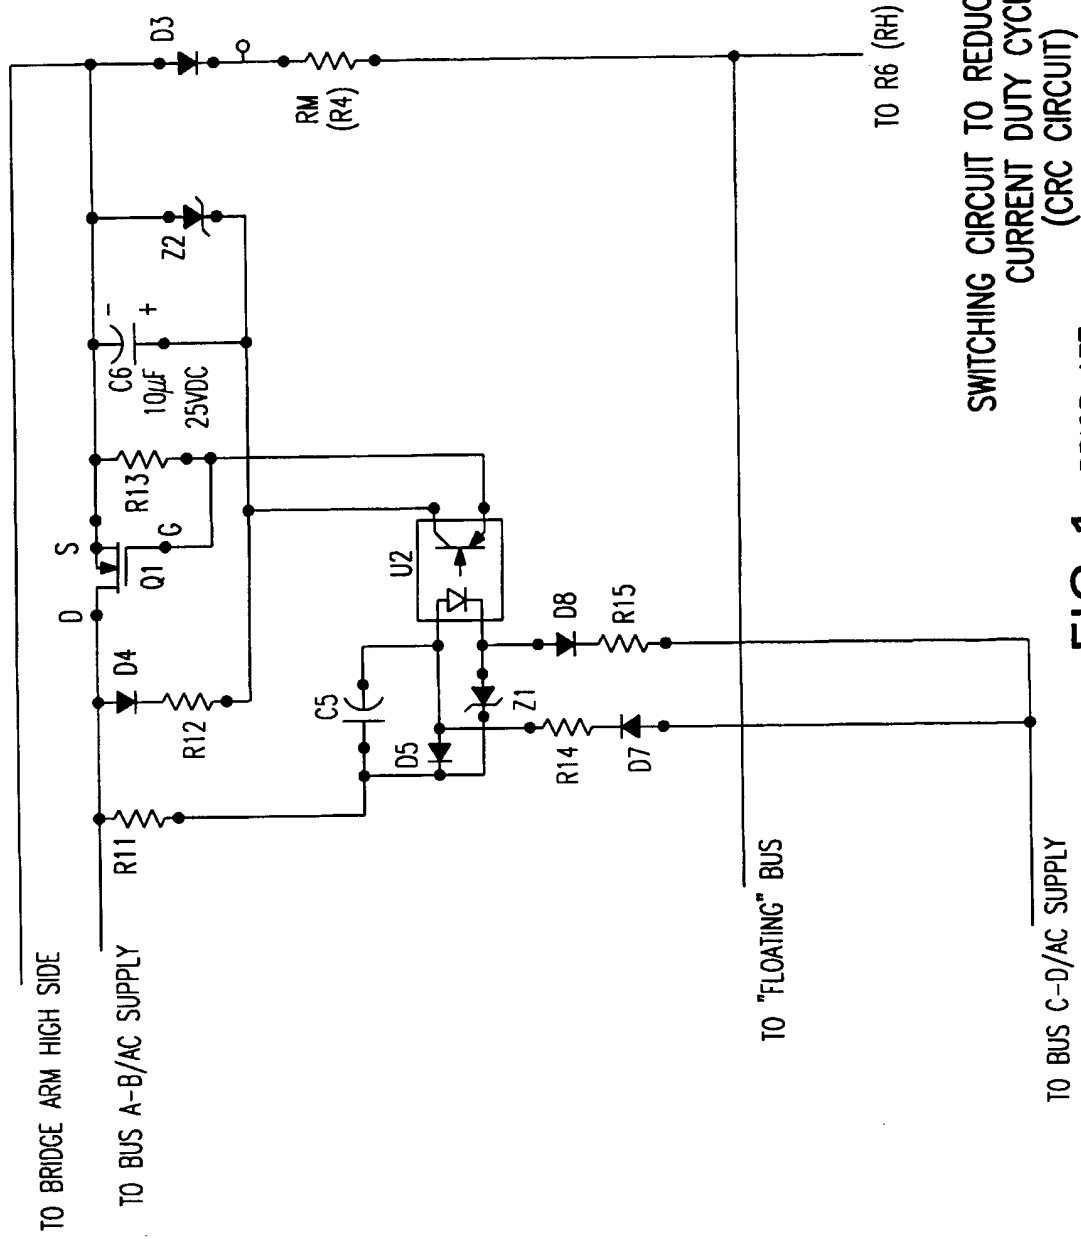 TO BRIDGE ARM HIGH SIDE
TO BUS A-B/AC SUPPLY
R11
D4
R12
D
S
Q1
G
R13
C6
10µF
25VDC
-
+
Z2
D3
RM
(R4)
TO R6 (RH)
C5
D5
Z1
U2
D8
R15
R14
D7
TO "FLOATING" BUS
TO BUS C-D/AC SUPPLY
SWITCHING CIRCUIT TO REDUC
CURRENT DUTY CYCL
(CRC CIRCUIT)